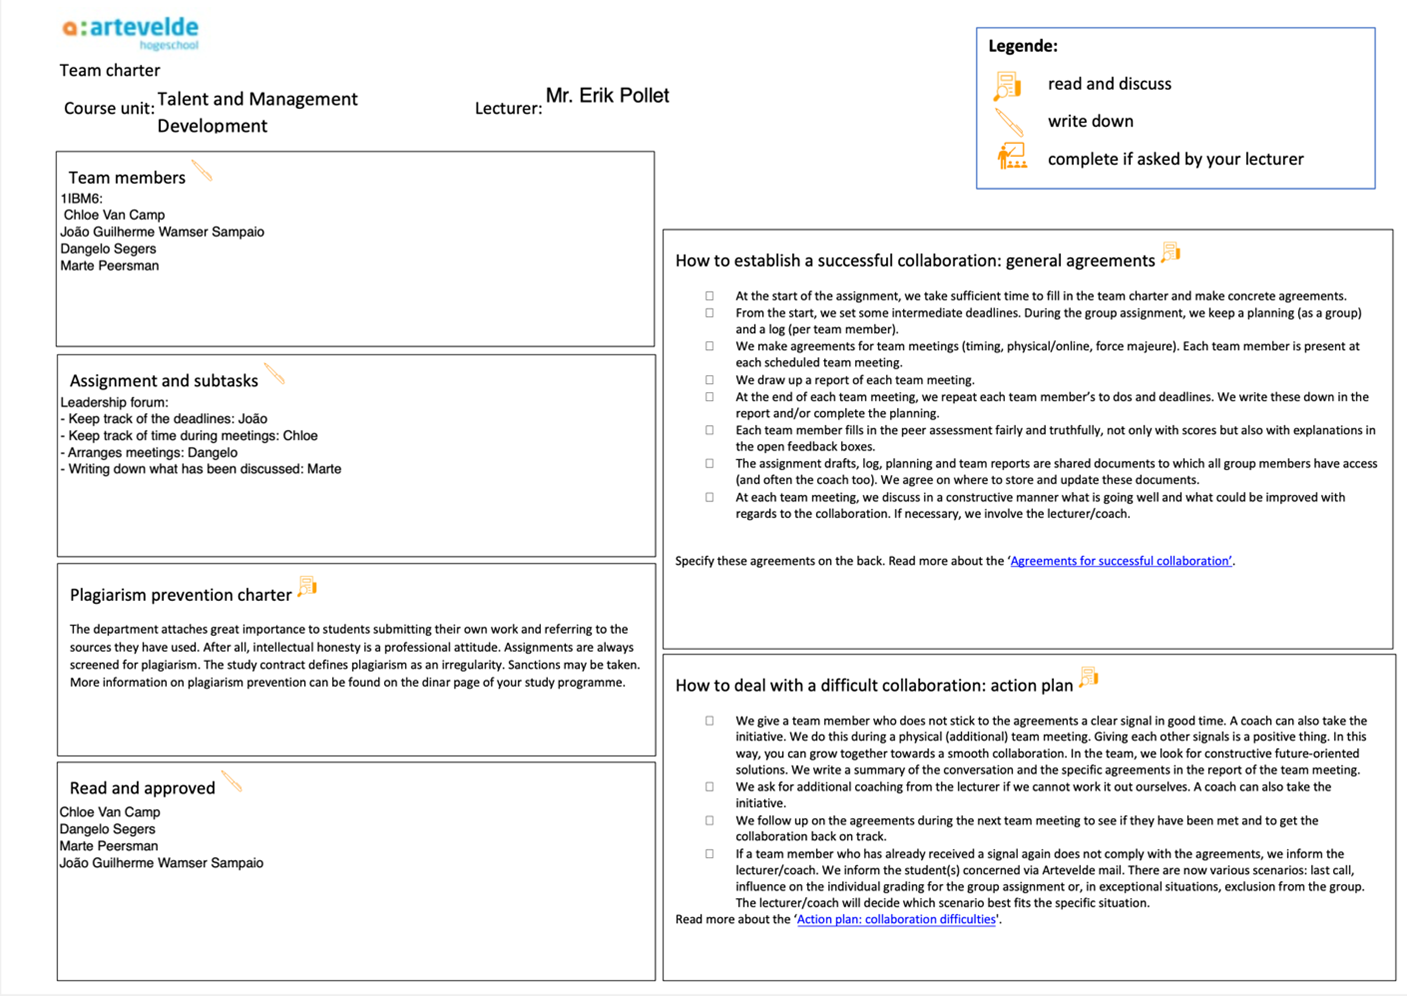 a:artevelde
hogeschool
Team charter
Course unit: Talent and Management
Development
Lecturer: Mr. Erik Pollet
Legende:
read and discuss
write down
complete if asked by your lecturer
Team members
1IBM6:
Chloe Van Camp
João Guilherme Wamser Sampaio
Dangelo Segers
Marte Peersman
Assignment and subtasks
Leadership forum:
- Keep track of the deadlines: João
- Keep track of time during meetings: Chloe
- Arranges meetings: Dangelo
- Writing down what has been discussed: Marte
Plagiarism prevention charter
The department attaches great importance to students submitting their own work and referring to the
sources they have used. After all, intellectual honesty is a professional attitude. Assignments are always
screened for plagiarism. The study contract defines plagiarism as an irregularity. Sanctions may be taken.
More information on plagiarism prevention can be found on the dinar page of your study programme.
Read and approved
Chloe Van Camp
Dangelo Segers
Marte Peersman
João Guilherme Wamser Sampaio
How to establish a successful collaboration: general agreements
At the start of the assignment, we take sufficient time to fill in the team charter and make concrete agreements.
From the start, we set some intermediate deadlines. During the group assignment, we keep a planning (as a group)
and a log (per team member).
We make agreements for team meetings (timing, physical/online, force majeure). Each team member is present at
each scheduled team meeting.
We draw up a report of each team meeting.
At the end of each team meeting, we repeat each team member's to dos and deadlines. We write these down in the
report and/or complete the planning.
Each team member fills in the peer assessment fairly and truthfully, not only with scores but also with explanations in
the open feedback boxes.
The assignment drafts, log, planning and team reports are shared documents to which all group members have access
(and often the coach too). We agree on where to store and update these documents.
At each team meeting, we discuss in a constructive manner what is going well and what could be improved with
regards to the collaboration. If necessary, we involve the lecturer/coach.
Specify these agreements on the back. Read more about the 'Agreements for successful collaboration'.
How to deal with a difficult collaboration: action plan
We give a team member who does not stick to the agreements a clear signal in good time. A coach can also take the
initiative. We do this during a physical (additional) team meeting. Giving each other signals is a positive thing. In this
way, you can grow together towards a smooth collaboration. In the team, we look for constructive future-oriented
solutions. We write a summary of the conversation and the specific agreements in the report of the team meeting.
We ask for additional coaching from the lecturer if we cannot work it out ourselves. A coach can also take the
initiative.
We follow up on the agreements during the next team meeting to see if they have been met and to get the
collaboration back on track.
If a team member who has already received a signal again does not comply with the agreements, we inform the
lecturer/coach. We inform the student(s) concerned via Artevelde mail. There are now various scenarios: last call,
influence on the individual grading for the group assignment or, in exceptional situations, exclusion from the group.
The lecturer/coach will decide which scenario best fits the specific situation.
Read more about the 'Action plan: collaboration difficulties'.